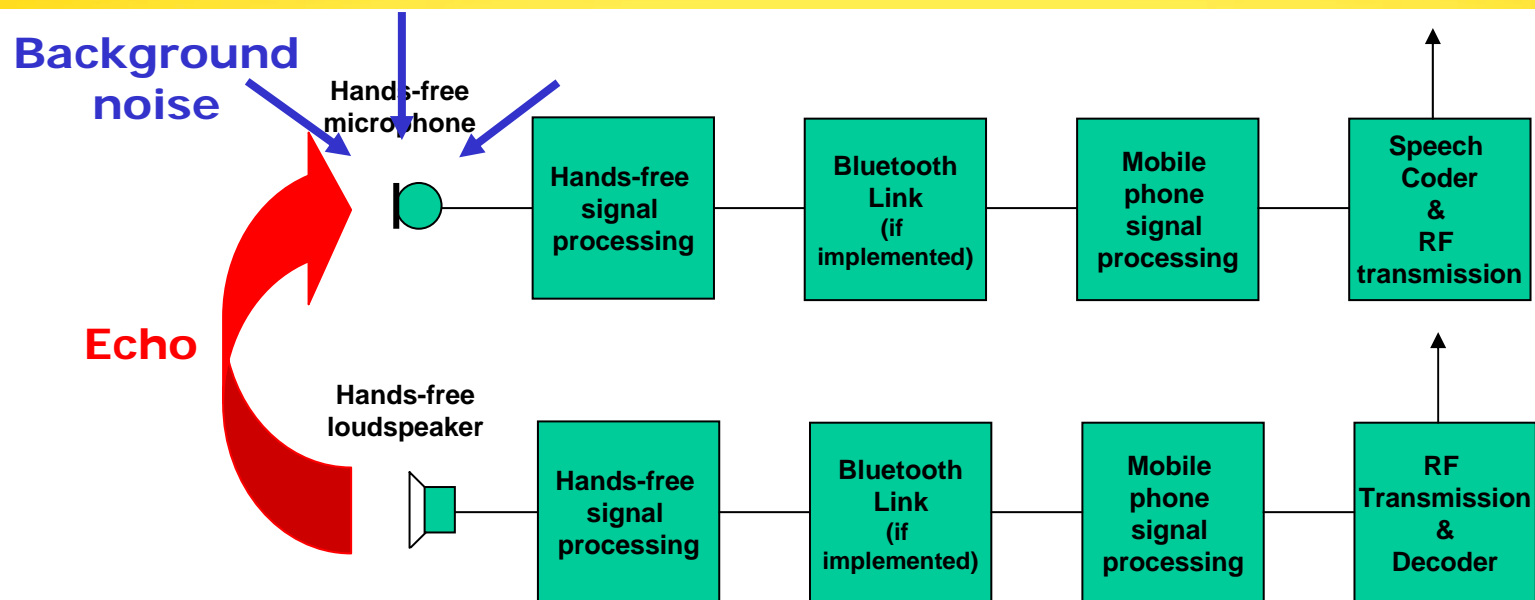 Background
noise
Hands-free
microphone
Hands-free
signal
processing
Bluetooth
Link
(if
implemented)
Mobile
phone
signal
processing
Speech
Coder
&
RF
transmission
Echo
Hands-free
loudspeaker
Hands-free
signal
processing
Bluetooth
Link
(if
implemented)
Mobile
phone
signal
processing
RF
Transmission
&
Decoder